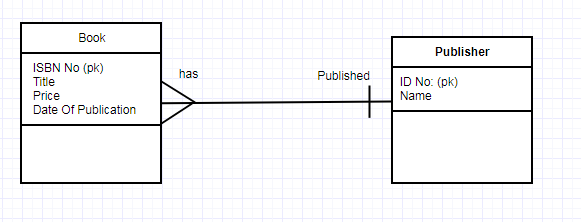 Book
ISBN No (pk)
Title
Price
Date Of Publication
has
Published
Publisher
ID No: (pk)
Name